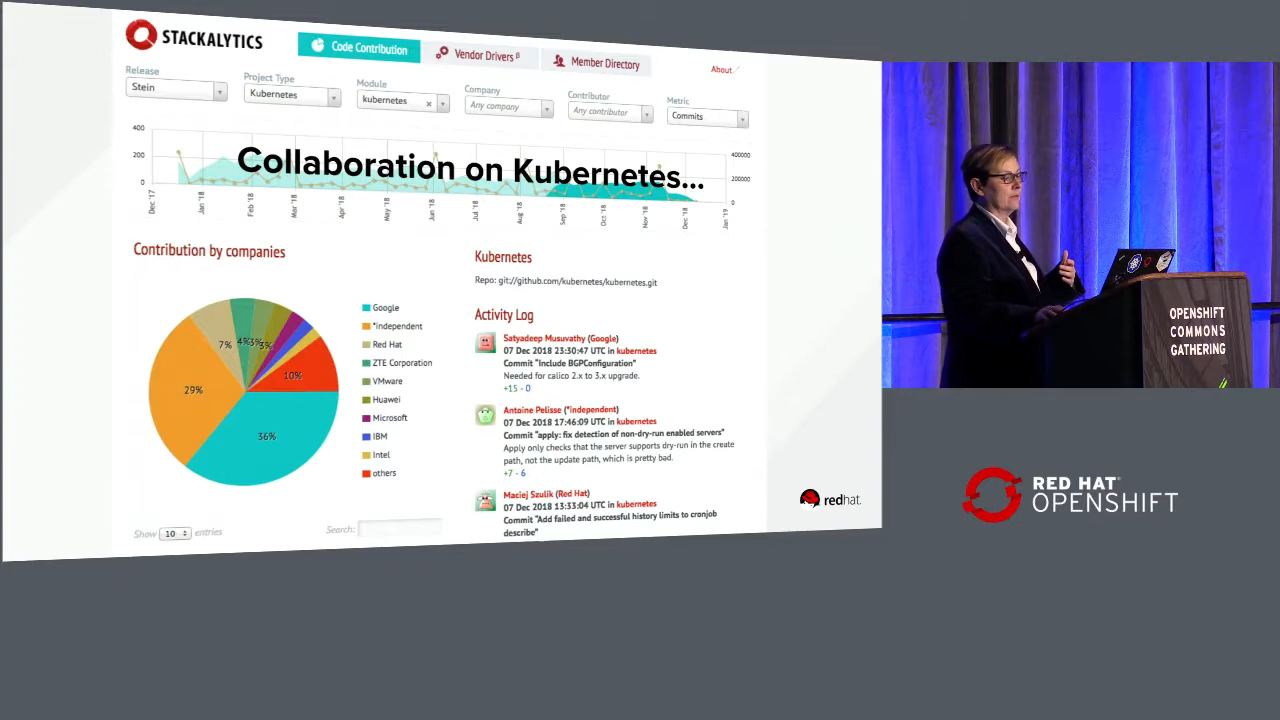 STACKALYTICS
Code Contribution
Vendor Drivers β
Member Directory
About
Release
Project Type
Module
Company
Contributor
Metric
Stein
Kubernetes
kubernetes
Any company
Any contributor
Commits
400
200
0
400000
200000
0
Collaboration on Kubernetes...
Dec '17
Jan '18
Feb '18
Mar '18
Apr '18
May '18
Jun '18
Jul '18
Aug '18
Sep '18
Oct '18
Nov '18
Dec '18
Jan '19
Contribution by companies
36%
29%
7%
4%
3%
3%
10%
Google
*independent
Red Hat
ZTE Corporation
VMware
Huawei
Microsoft
IBM
Intel
others
Show 10 entries
Search:
Kubernetes
Repo: git://github.com/kubernetes/kubernetes.git
Activity Log
Satyadeep Musuvathy (Google)
07 Dec 2018 23:30:47 UTC in kubernetes
Commit "Include BGPConfiguration"
Needed for calico 2.x to 3.x upgrade.
+15 - 0
Antoine Pelisse (*independent)
07 Dec 2018 17:46:09 UTC in kubernetes
Commit "apply: fix detection of non-dry-run enabled servers"
Apply only checks that the server supports dry-run in the create
path, not the update path, which is pretty bad.
+7 - 6
Maciej Szulik (Red Hat)
07 Dec 2018 13:33:04 UTC in kubernetes
Commit "Add failed and successful history limits to cronjob
describe"
redhat.
OPENSHIFT
COMMONS
GATHERING
RED HAT
OPENSHIFT